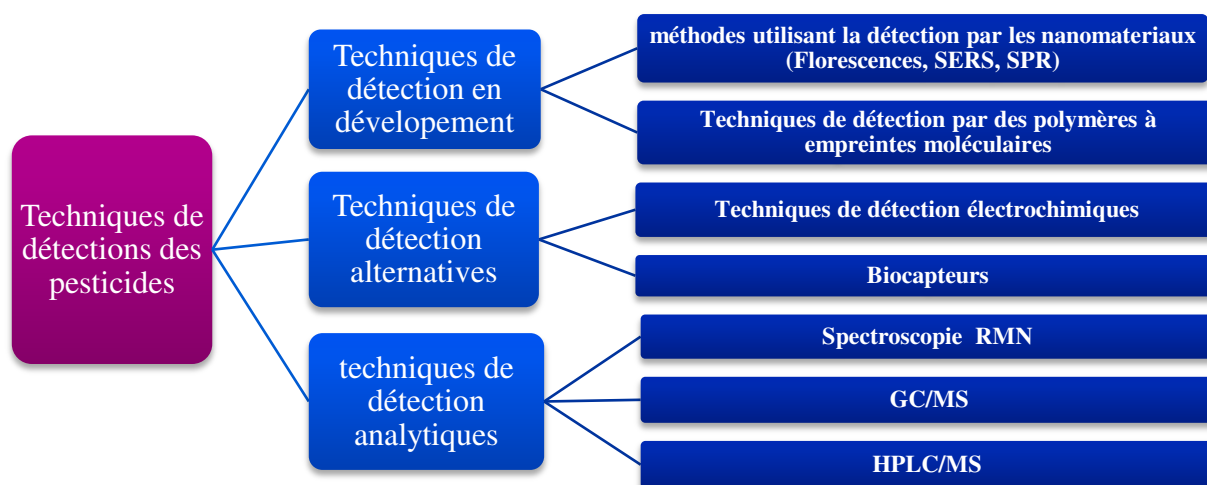 Techniques de
détections des
pesticides
Techniques de
détection en
dévelopement
méthodes utilisant la détection par les nanomateriaux
(Florescences, SERS, SPR)
Techniques de détection par des polymères à
empreintes moléculaires
Techniques de
détection
alternatives
Techniques de détection électrochimiques
Biocapteurs
techniques de
détection
analytiques
Spectroscopie RMN
GC/MS
HPLC/MS